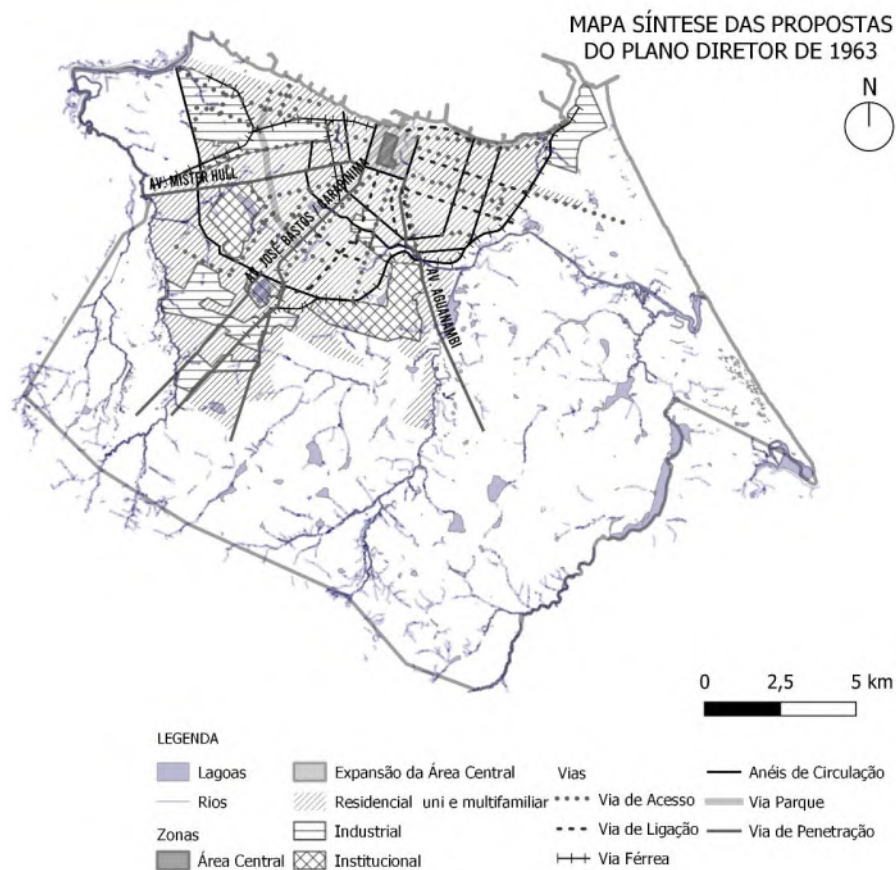 MAPA SÍNTESE DAS PROPOSTAS
DO PLANO DIRETOR DE 1963
N
AV. MISTER HULL
AV. JOSÉ BASTOS / CARAPINIMA
AV. AGUANAMBI
0 2,5 5 km
LEGENDA
Lagoas
Rios
Zonas
Área Central
Expansão da Área Central
Residencial uni e multifamiliar
Industrial
Institucional
Vias
Via de Acesso
Via de Ligação
Via Férrea
Anéis de Circulação
Via Parque
Via de Penetração